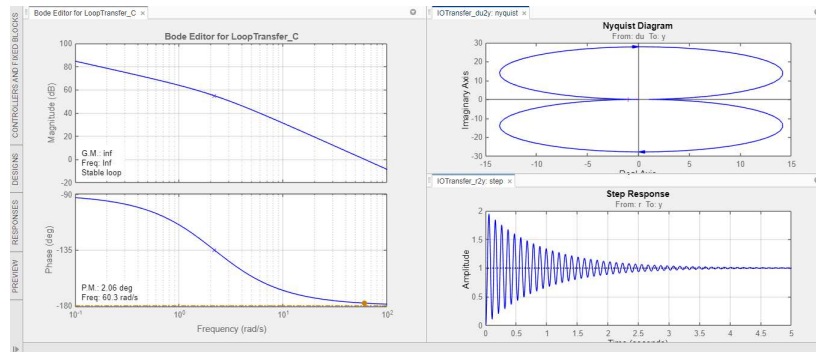 Bode Editor for LoopTransfer_C ×
CONTROLLERS AND FIXED BLOCKS
DESIGNS
RESPONSES
PREVIEW
Bode Editor for LoopTransfer_C
Magnitude (dB)
100
80
60
40
20
0
-20
G.M.: inf
Freq: Inf
Stable loop
Phase (deg)
-90
-135
-180
P.M.: 2.06 deg
Freq: 60.3 rad/s
10-1
100
101
102
Frequency (rad/s)
IOTransfer_du2y: nyquist ×
Nyquist Diagram
From: du To: y
Imaginary Axis
30
20
10
0
-10
-20
-30
-15
-10
-5
0
5
10
15
Real Axis
IOTransfer_r2y: step ×
Step Response
From: r To: y
Amplitude
2
1.5
1
0.5
0
0
0.5
1
1.5
2
2.5
3
3.5
4
4.5
5
Time (seconds)